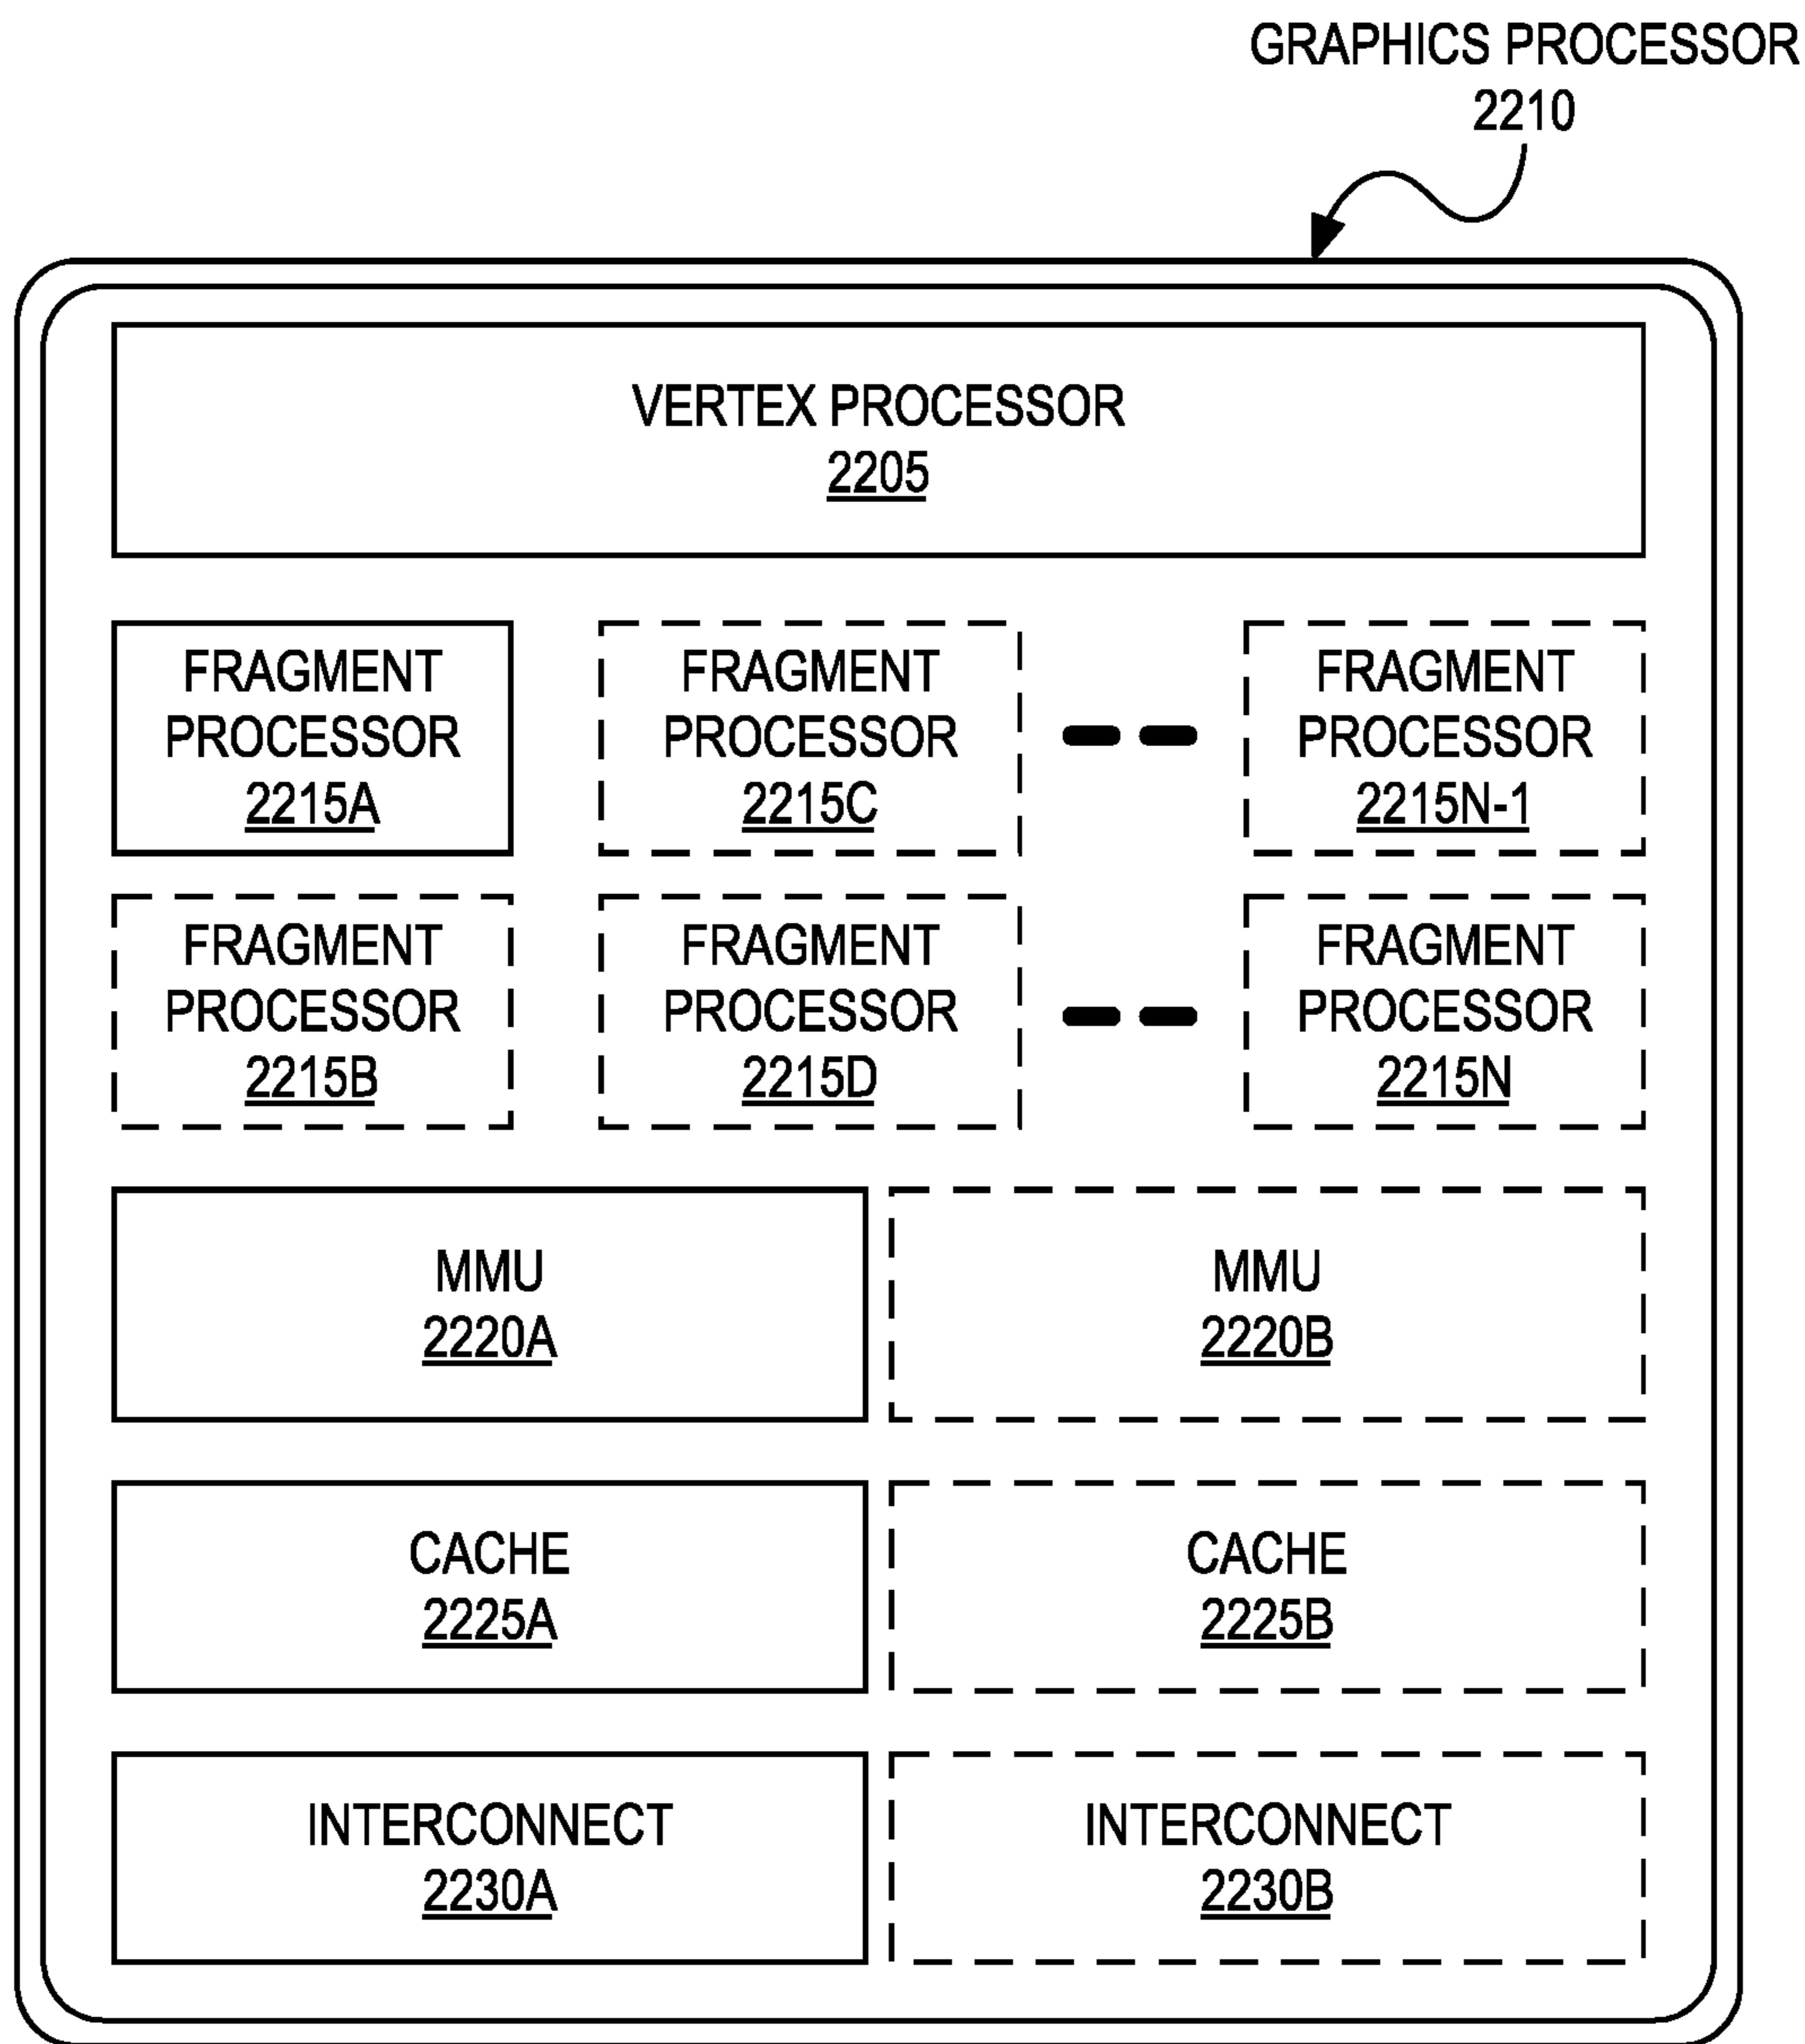 GRAPHICS PROCESSOR
2210
VERTEX PROCESSOR
2205
FRAGMENT
PROCESSOR
2215A
FRAGMENT
PROCESSOR
2215C
FRAGMENT
PROCESSOR
2215N-1
FRAGMENT
PROCESSOR
2215B
FRAGMENT
PROCESSOR
2215D
FRAGMENT
PROCESSOR
2215N
MMU
2220A
MMU
2220B
CACHE
2225A
CACHE
2225B
INTERCONNECT
2230A
INTERCONNECT
2230B